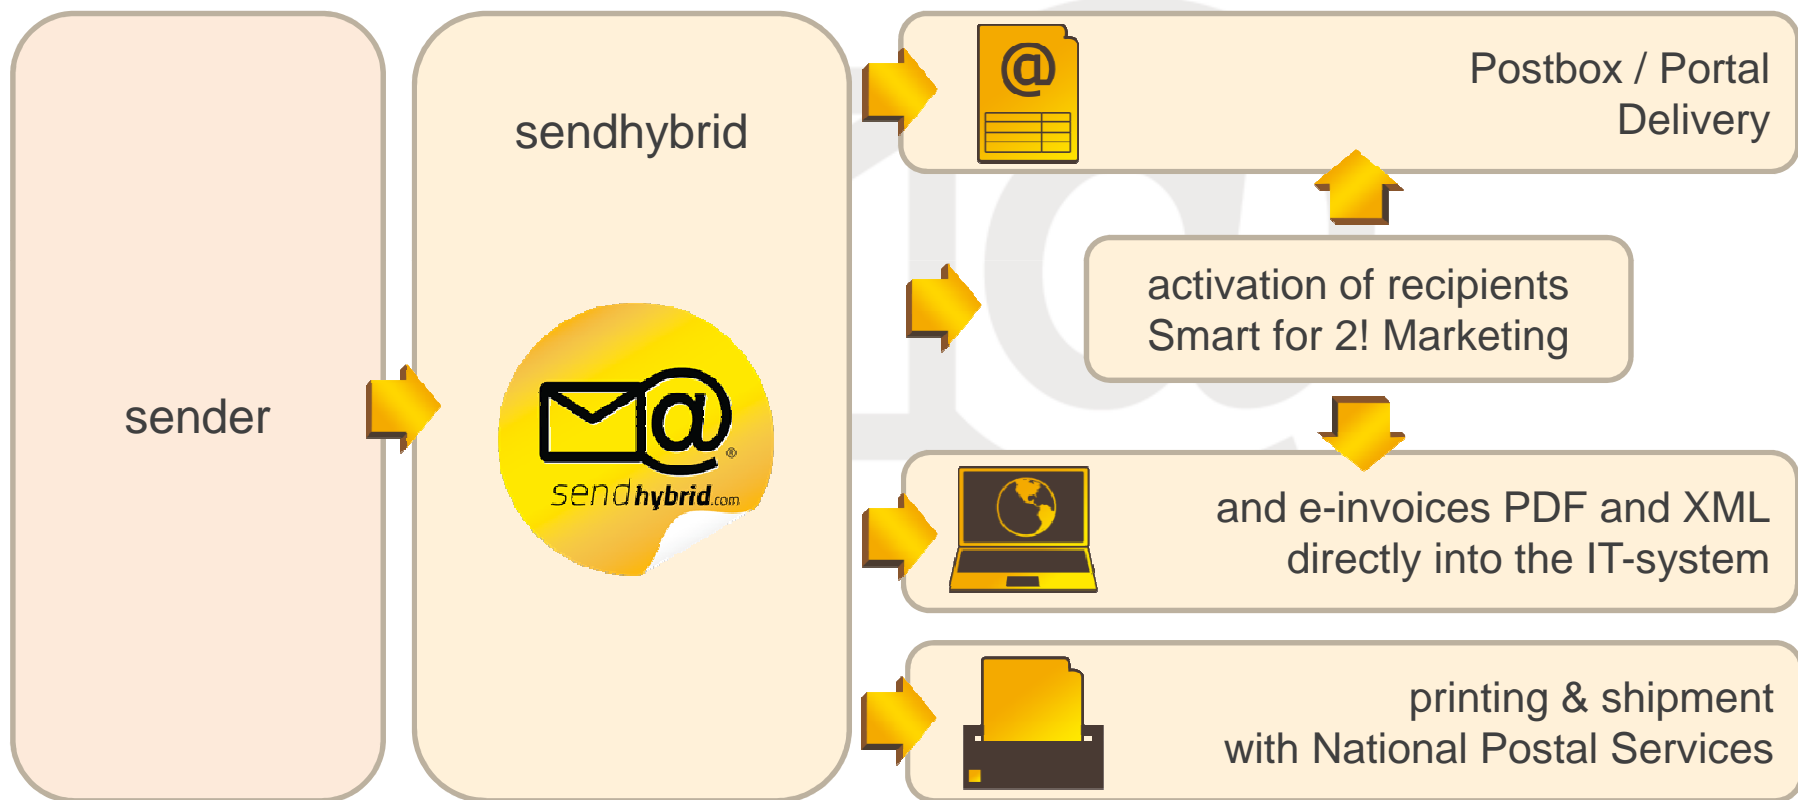 sender
sendhybrid
@
®
sendhybrid.com
@
Postbox / Portal
Delivery
activation of recipients
Smart for 2! Marketing
and e-invoices PDF and XML
directly into the IT-system
printing & shipment
with National Postal Services